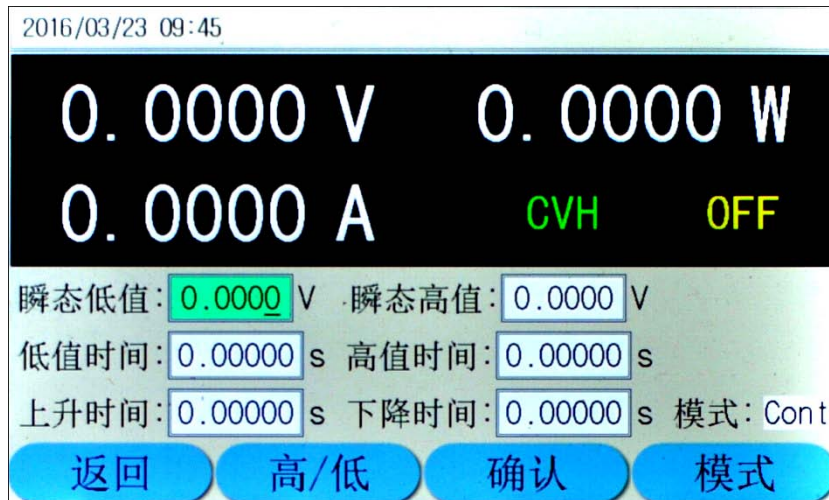 2016/03/23 09:45
0.0000 V 0.0000 W
0.0000 A CVH OFF
瞬态低值: 0.0000 V 瞬态高值: 0.0000 V
低值时间: 0.00000 s 高值时间: 0.00000 s
上升时间: 0.00000 s 下降时间: 0.00000 s 模式: Cont
返回 高/低 确认 模式